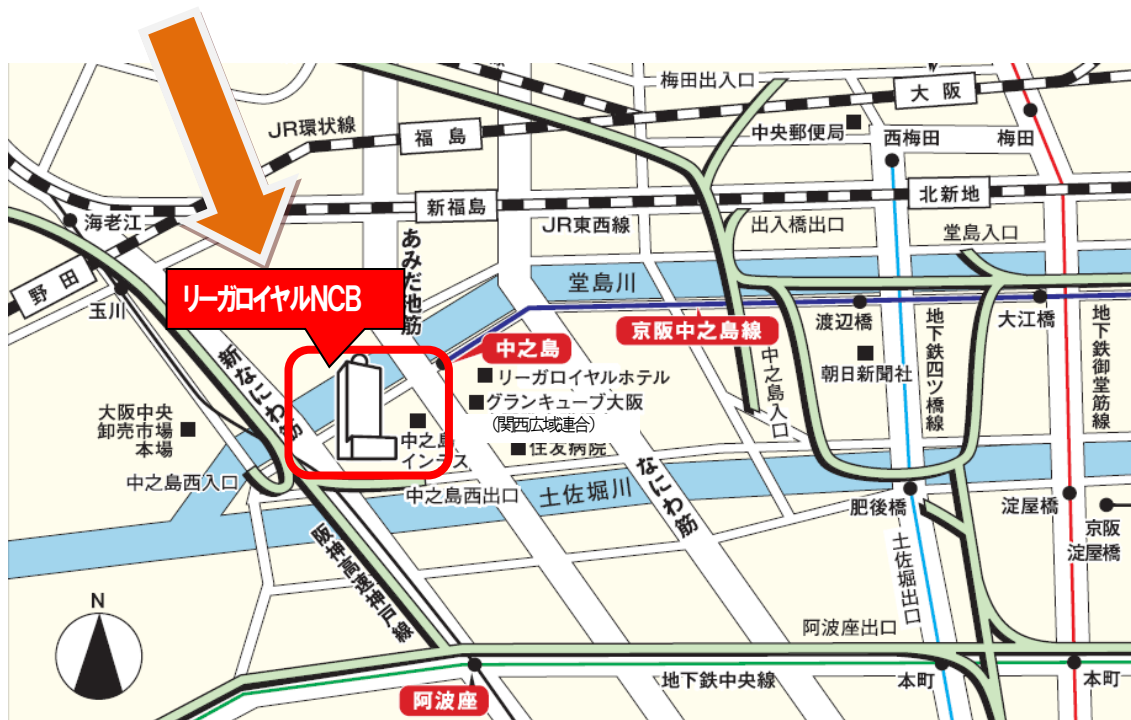 梅田出入口
大阪
JR環状線
福島
中央郵便局
西梅田
梅田
北新地
新福島
海老江
JR東西線
出入橋出口
堂島入口
あみだ池筋
野田
玉川
リーガロイヤルNCB
堂島川
京阪中之島線
渡辺橋
大江橋
地下鉄四ツ橋線
地下鉄御堂筋線
中之島
リーガロイヤルホテル
グランキューブ大阪
(関西広域連合)
住友病院
中之島入口
朝日新聞社
新なにわ筋
大阪中央
卸売市場
本場
中之島
インテス
中之島西入口
中之島西出口
土佐堀川
なにわ筋
肥後橋
淀屋橋
京阪
淀屋橋
土佐堀出口
阪神高速神戸線
N
阿波座出口
地下鉄中央線
本町
本町
阿波座